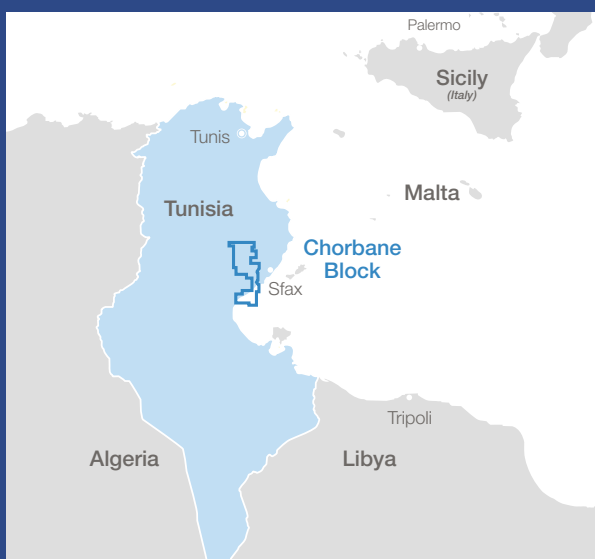 Palermo
Sicily
(Italy)
Tunis
Malta
Tunisia
Chorbane
Block
Sfax
Tripoli
Algeria
Libya